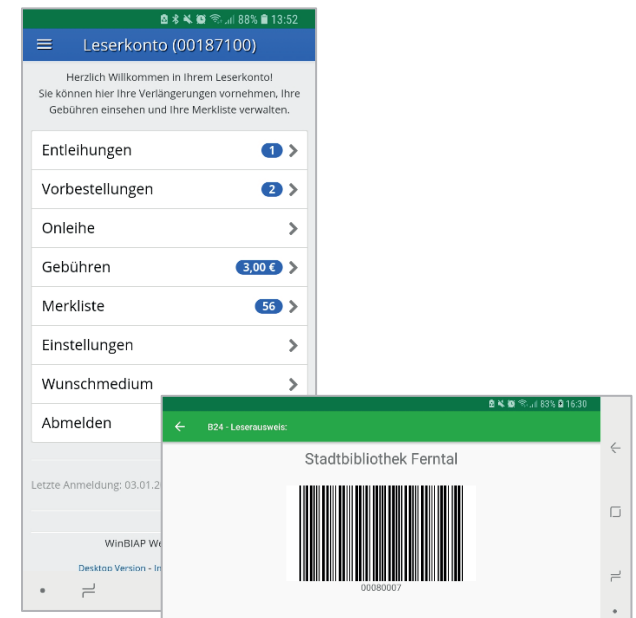 88% 13:52
Leserkonto (00187100)
Herzlich Willkommen in Ihrem Leserkonto!
Sie können hier Ihre Verlängerungen vornehmen, Ihre
Gebühren einsehen und Ihre Merkliste verwalten.
Entleihungen 1
Vorbestellungen 2
Onleihe
Gebühren 3,00 €
Merkliste 56
Einstellungen
Wunschmedium
Abmelden
Letzte Anmeldung: 03.01.2
WinBIAP We
Desktop Version - In
83% 16:30
B24 - Leserausweis:
Stadtbibliothek Ferntal
00080007